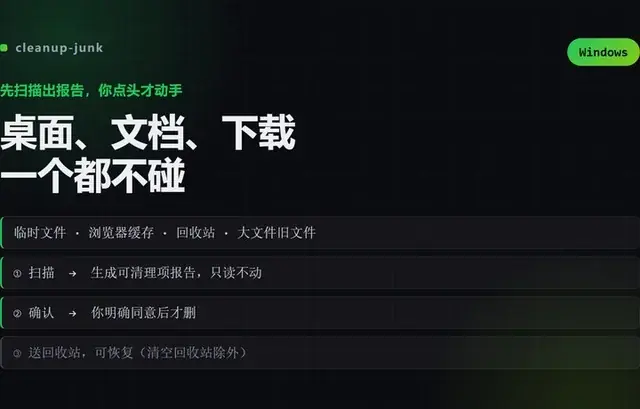 cleanup-junk
Windows
先扫描出报告，你点头才动手
桌面、文档、下载
一个都不碰
临时文件 · 浏览器缓存 · 回收站 · 大文件旧文件
① 扫描 → 生成可清理项报告，只读不动
② 确认 → 你明确同意后才删
③ 送回收站，可恢复（清空回收站除外）